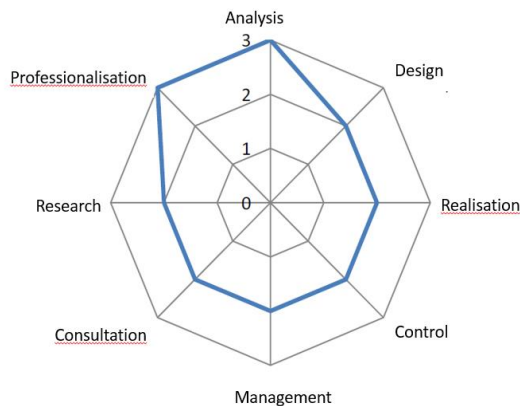 Analysis
3
Professionalisation
Design
2
1
Research
0
Realisation
Consultation
Control
Management